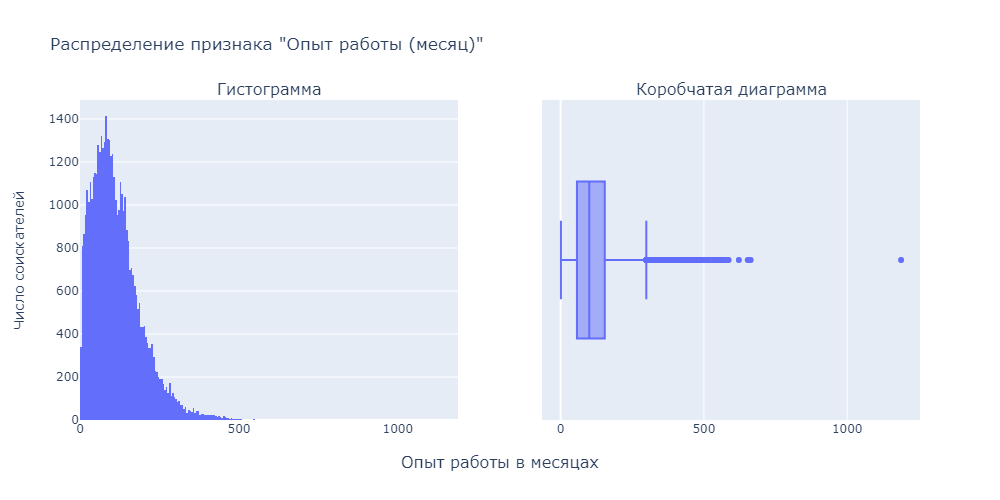 Распределение признака "Опыт работы (месяц)"
Гистограмма
Коробчатая диаграмма
Число соискателей
1400
1200
1000
800
600
400
200
0
0 500 1000
0 500 1000
Опыт работы в месяцах